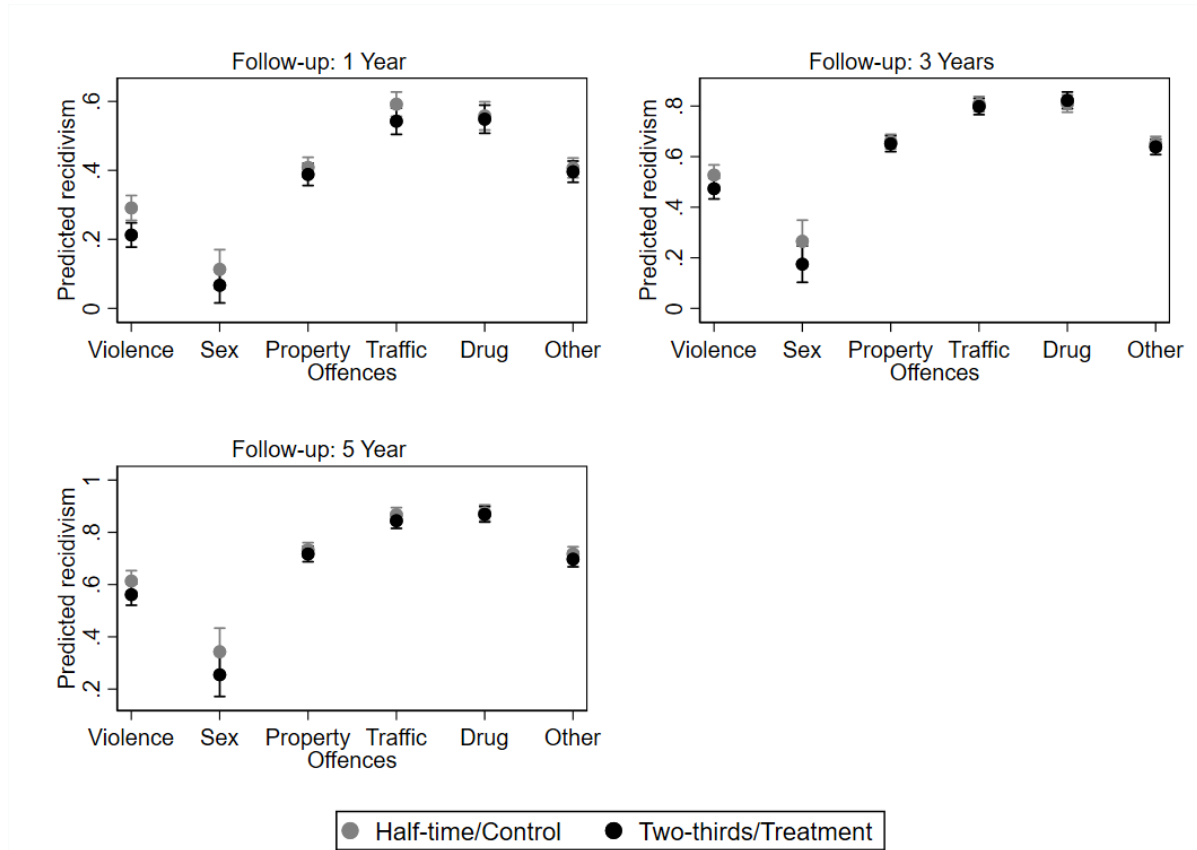 Follow-up: 1 Year
Predicted recidivism
.6
.4
.2
0
Violence Sex Property Traffic Drug Other
Offences
Follow-up: 3 Years
Predicted recidivism
.8
.6
.4
.2
0
Violence Sex Property Traffic Drug Other
Offences
Follow-up: 5 Year
Predicted recidivism
1
.8
.6
.4
.2
Violence Sex Property Traffic Drug Other
Offences
Half-time/Control Two-thirds/Treatment